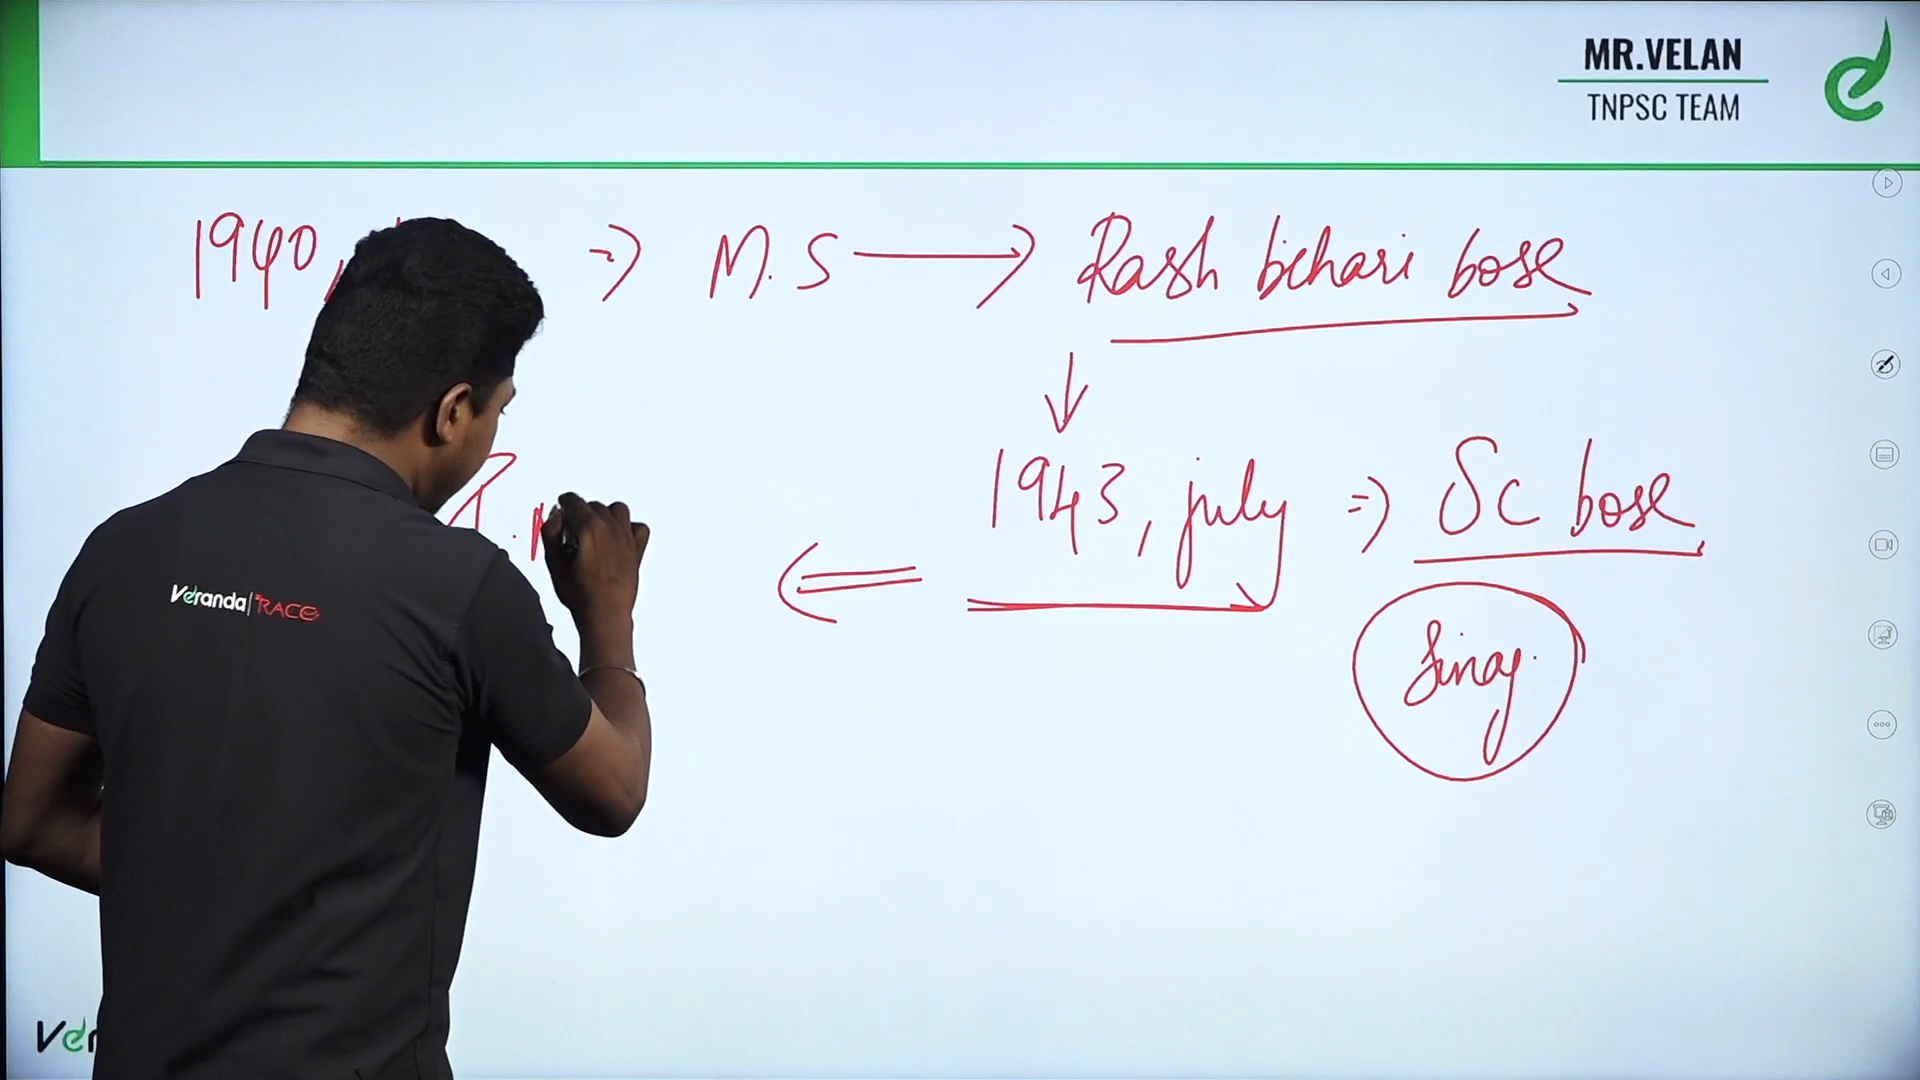 MR.VELAN
TNPSC TEAM
1940, => M.S → Rash bihari bose
↓
1943, july => SC bose
I.
Veranda RACE
Sing.